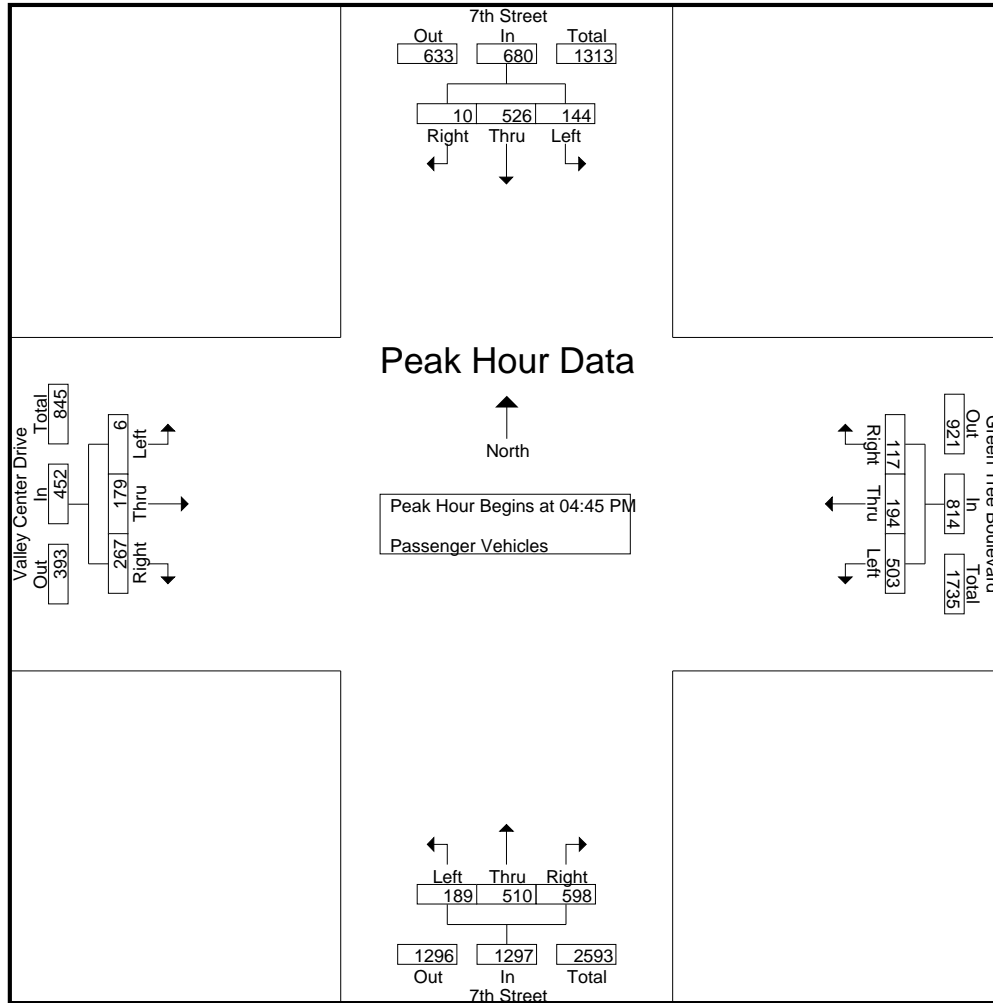 7th Street
Out In Total
633 680 1313
10 526 144
Right Thru Left
Peak Hour Data
North
Peak Hour Begins at 04:45 PM
Passenger Vehicles
Valley Center Drive
Total In Out
845 452 393
6 179 267
Left Thru Right
Green Tree Boulevard
Out In Total
921 814 1735
117 194 503
Right Thru Left
Left Thru Right
189 510 598
1296 1297 2593
Out In Total
7th Street